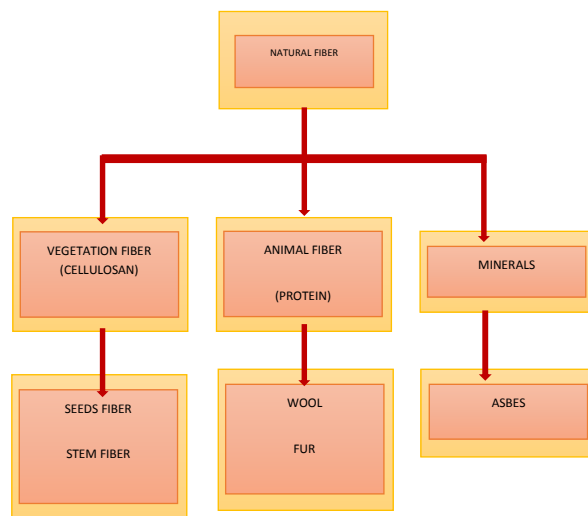 NATURAL FIBER
VEGETATION FIBER
(CELLULOSAN)
ANIMAL FIBER
(PROTEIN)
MINERALS
SEEDS FIBER
STEM FIBER
WOOL
FUR
ASBES